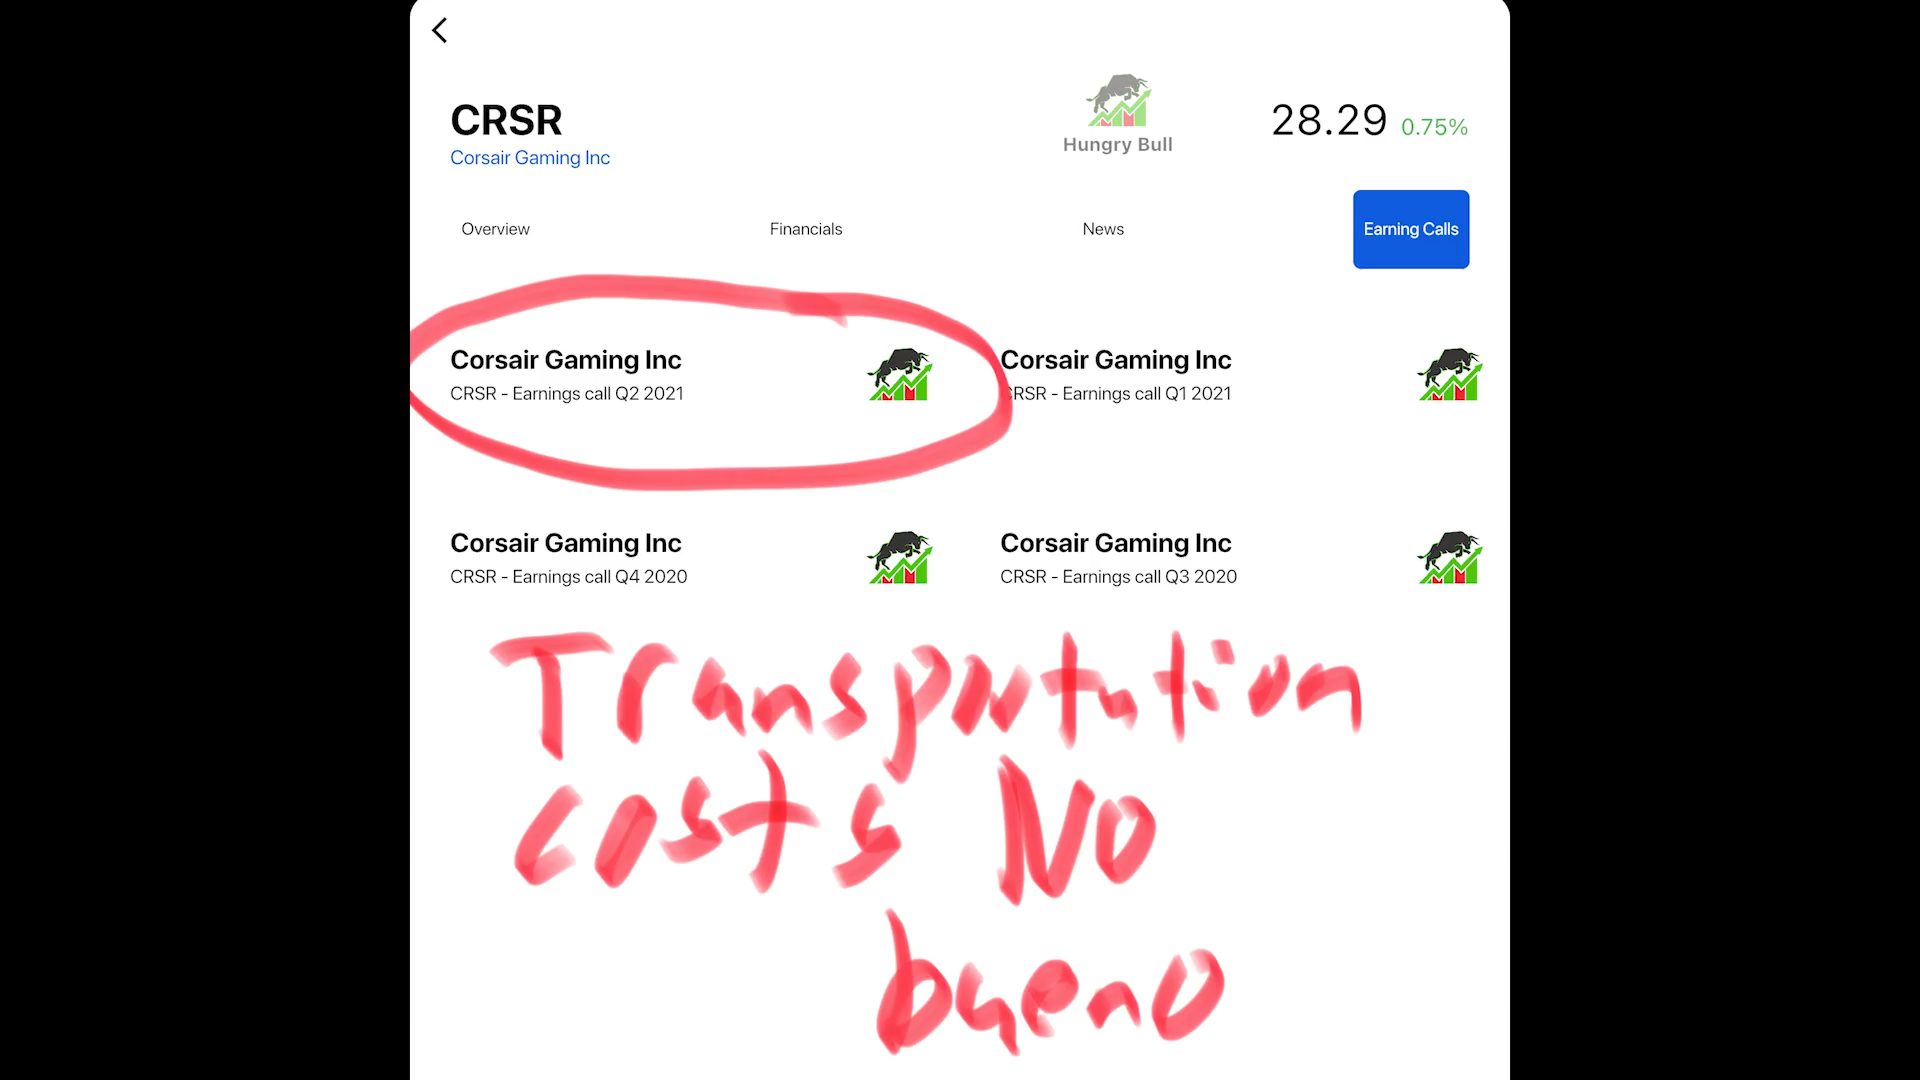 CRSR
Corsair Gaming Inc
Hungry Bull
28.29 0.75%
Overview
Financials
News
Earning Calls
Corsair Gaming Inc
CRSR - Earnings call Q2 2021
Corsair Gaming Inc
CRSR - Earnings call Q1 2021
Corsair Gaming Inc
CRSR - Earnings call Q4 2020
Corsair Gaming Inc
CRSR - Earnings call Q3 2020
Transportation
costs NO
bueno